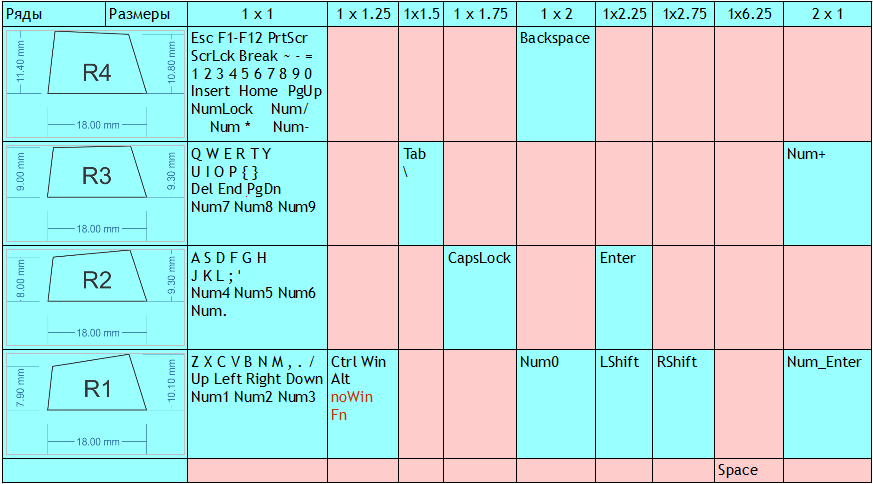 Ряды Размеры 1 x 1 1 x 1.25 1x1.5 1 x 1.75 1 x 2 1x2.25 1x2.75 1x6.25 2 x 1
R4
11.40 mm
10.80 mm
18.00 mm
Esc F1-F12 PrtScr
ScrLck Break ~ - =
1 2 3 4 5 6 7 8 9 0
Insert Home PgUp
NumLock Num/
Num * Num-
Backspace
R3
9.00 mm
9.30 mm
18.00 mm
Q W E R T Y
U I O P { }
Del End PgDn
Num7 Num8 Num9
Tab
\
Num+
R2
8.00 mm
9.30 mm
18.00 mm
A S D F G H
J K L ; '
Num4 Num5 Num6
Num.
CapsLock
Enter
R1
7.90 mm
10.10 mm
18.00 mm
Z X C V B N M , . /
Up Left Right Down
Num1 Num2 Num3
Ctrl Win
Alt
noWin
Fn
Num0
LShift
RShift
Num_Enter
Space